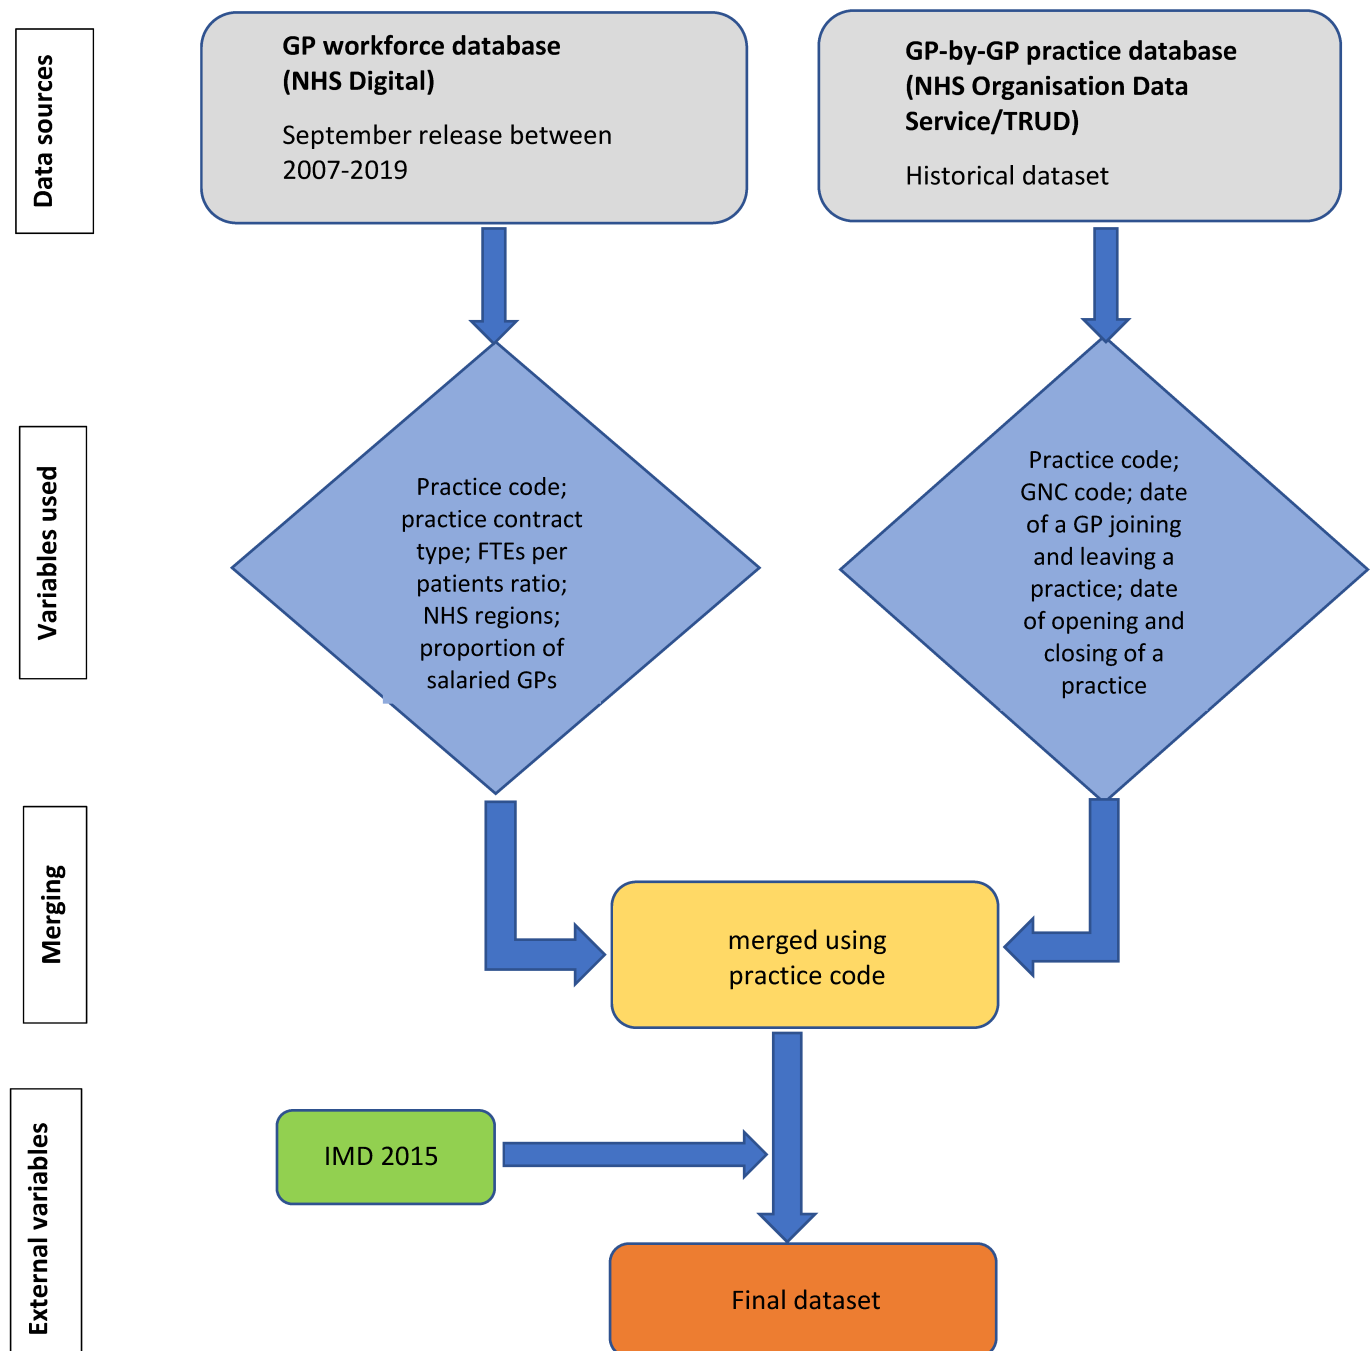 Data sources
GP workforce database
(NHS Digital)
September release between
2007-2019
GP-by-GP practice database
(NHS Organisation Data
Service/TRUD)
Historical dataset
Variables used
Practice code;
practice contract
type; FTEs per
patients ratio;
NHS regions;
proportion of
salaried GPs
Practice code;
GNC code; date
of a GP joining
and leaving a
practice; date
of opening and
closing of a
practice
Merging
merged using
practice code
External variables
IMD 2015
Final dataset